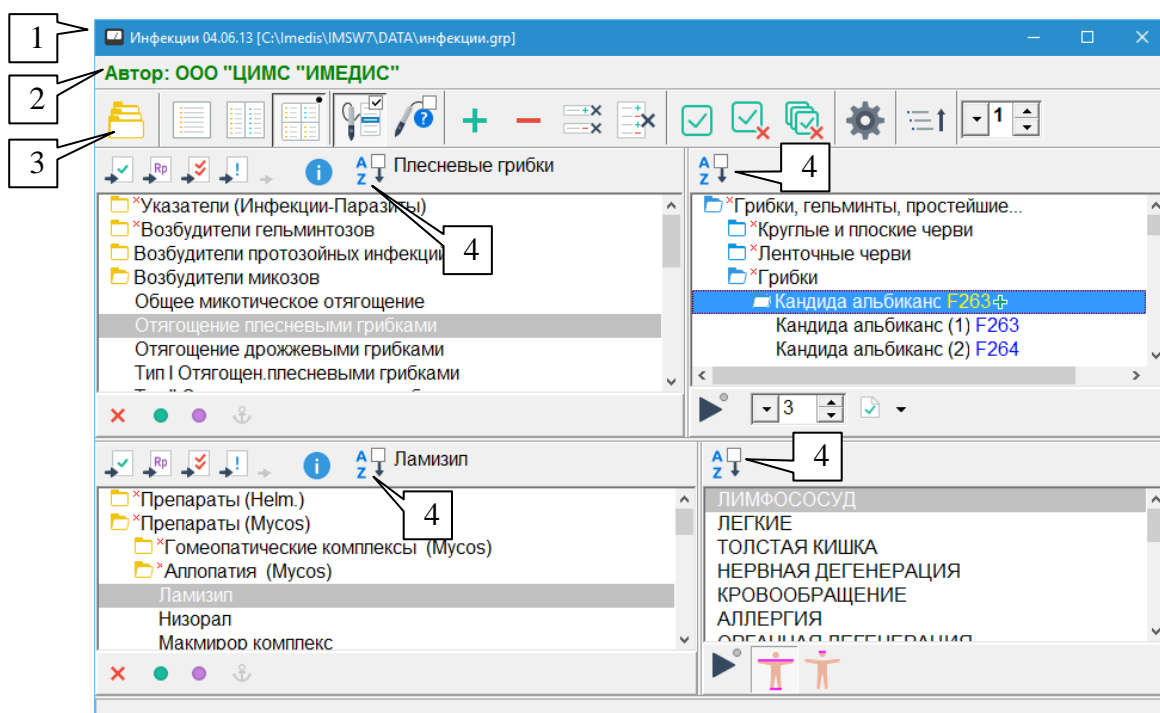 1
Инфекции 04.06.13 [C:\Imedis\IMSW7\DATA\инфекции.grp]
2
Автор: ООО "ЦИМС "ИМЕДИС"
3
1
Rp
A
Z
Плесневые грибки
4
A
Z
4
*Указатели (Инфекции-Паразиты)
*Возбудители гельминтозов
Возбудители протозойных инфекци
Возбудители микозов
Общее микотическое отягощение
Отягощение плесневыми грибками
Отягощение дрожжевыми грибками
Тип I Отягощен.плесневыми грибками
*Грибки, гельминты, простейшие...
*Круглые и плоские черви
*Ленточные черви
*Грибки
Кандида альбиканс F263
Кандида альбиканс (1) F263
Кандида альбиканс (2) F264
3
Rp
A
Z
Ламизил
4
A
Z
4
*Препараты (Helm.)
*Препараты (Mycos)
*Гомеопатические комплексы (Mycos)
*Аллопатия (Mycos)
Ламизил
Низорал
Макмирор комплекс
ЛИМФОСОСУД
ЛЕГКИЕ
ТОЛСТАЯ КИШКА
НЕРВНАЯ ДЕГЕНЕРАЦИЯ
КРОВООБРАЩЕНИЕ
АЛЛЕРГИЯ
ОРГАННАЯ ДЕГЕНЕРАЦИЯ